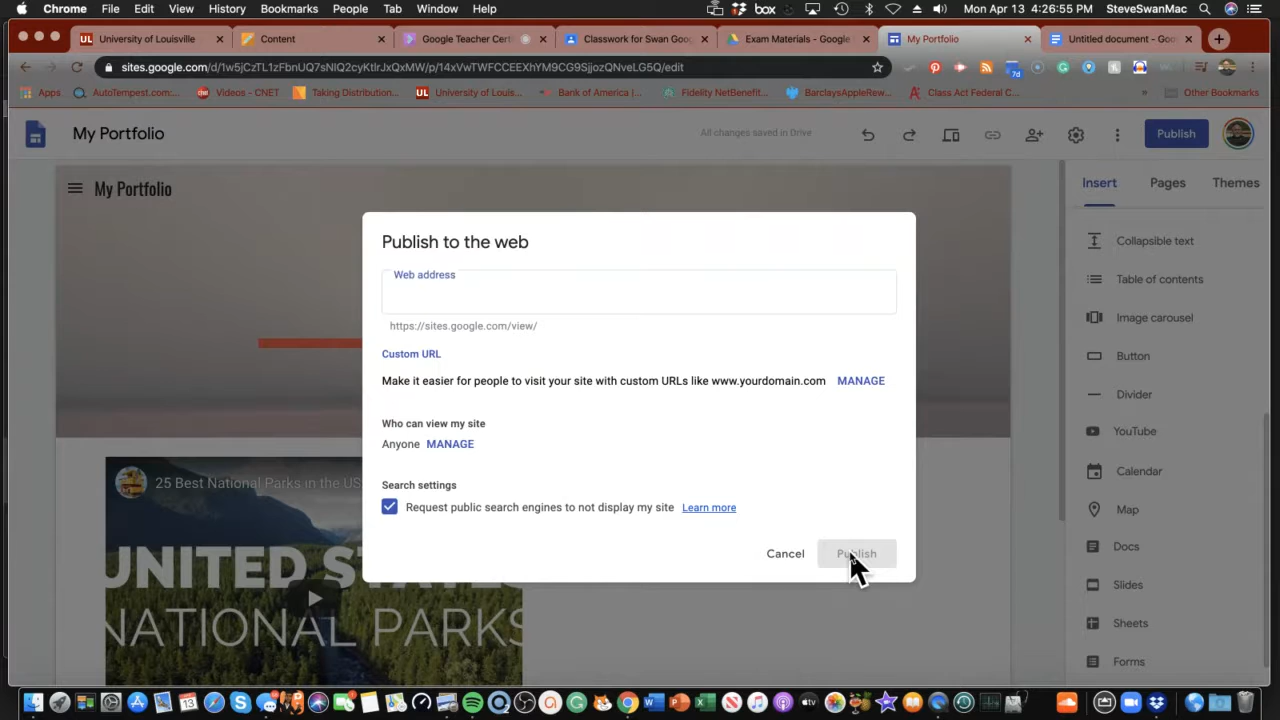 Chrome File Edit View History Bookmarks People Tab Window Help box Mon Apr 13 4:26:55 PM SteveSwanMac
University of Louisville Content Google Teacher Certi Classwork for Swan Goo Exam Materials - Google My Portfolio Untitled document - Goo
sites.google.com/d/1w5jCzTL1zFbnUQ7sNlQ2cyKtlrJxQxMW/p/14xVwTWFCCEEXhYM9CG9SjjozQNveLG5Q/edit
7d
Apps AutoTempest.com:... Videos - CNET Taking Distribution... University of Louis... Bank of America |... Fidelity NetBenefit... BarclaysAppleRew... Class Act Federal C... » Other Bookmarks
My Portfolio All changes saved in Drive Publish
My Portfolio
Insert Pages Themes
Publish to the web
Web address
https://sites.google.com/view/
Custom URL
Make it easier for people to visit your site with custom URLs like www.yourdomain.com MANAGE
Who can view my site
Anyone MANAGE
Search settings
Request public search engines to not display my site Learn more
Cancel Publish
25 Best National Parks in the US
UNITED ST
NATIONAL PARKS
Collapsible text
Table of contents
Image carousel
Button
Divider
YouTube
Calendar
Map
Docs
Slides
Sheets
Forms